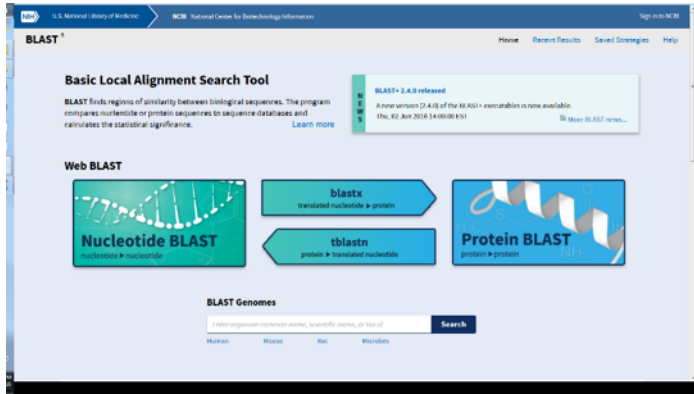 NIH U.S. National Library of Medicine NCBI National Center for Biotechnology Information Sign in to NCBI
BLAST ® Home Recent Results Saved Strategies Help
Basic Local Alignment Search Tool
BLAST finds regions of similarity between biological sequences. The program
compares nucleotide or protein sequences to sequence databases and
calculates the statistical significance. Learn more
NEWS
BLAST+ 2.4.0 released
A new version (2.4.0) of the BLAST+ executables is now available.
Thu, 02 Jun 2016 14:00:00 EST
More BLAST news...
Web BLAST
Nucleotide BLAST
nucleotide ▸ nucleotide
blastx
translated nucleotide ▸ protein
tblastn
protein ▸ translated nucleotide
Protein BLAST
protein ▸ protein
BLAST Genomes
Enter organism common name, scientific name, or tax id Search
Human Mouse Rat Microbes